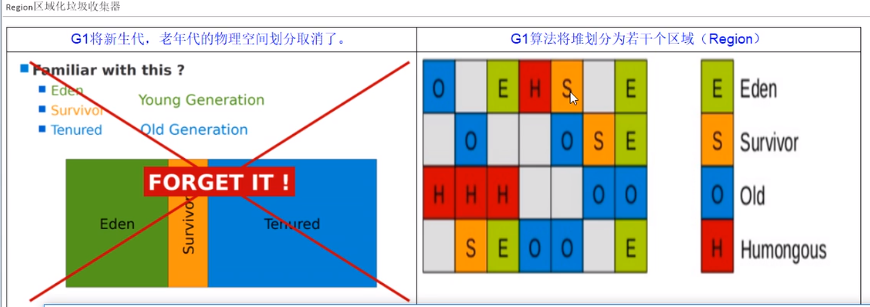 Region区域化垃圾收集器
G1将新生代，老年代的物理空间划分取消了。
Familiar with this ?
Eden
Survivor
Tenured
Young Generation
Old Generation
FORGET IT !
Eden
Survivor
Tenured
G1算法将堆划分为若干个区域（Region）
O E H S E
O O S E
H H H O O
S E O O E
E Eden
S Survivor
O Old
H Humongous